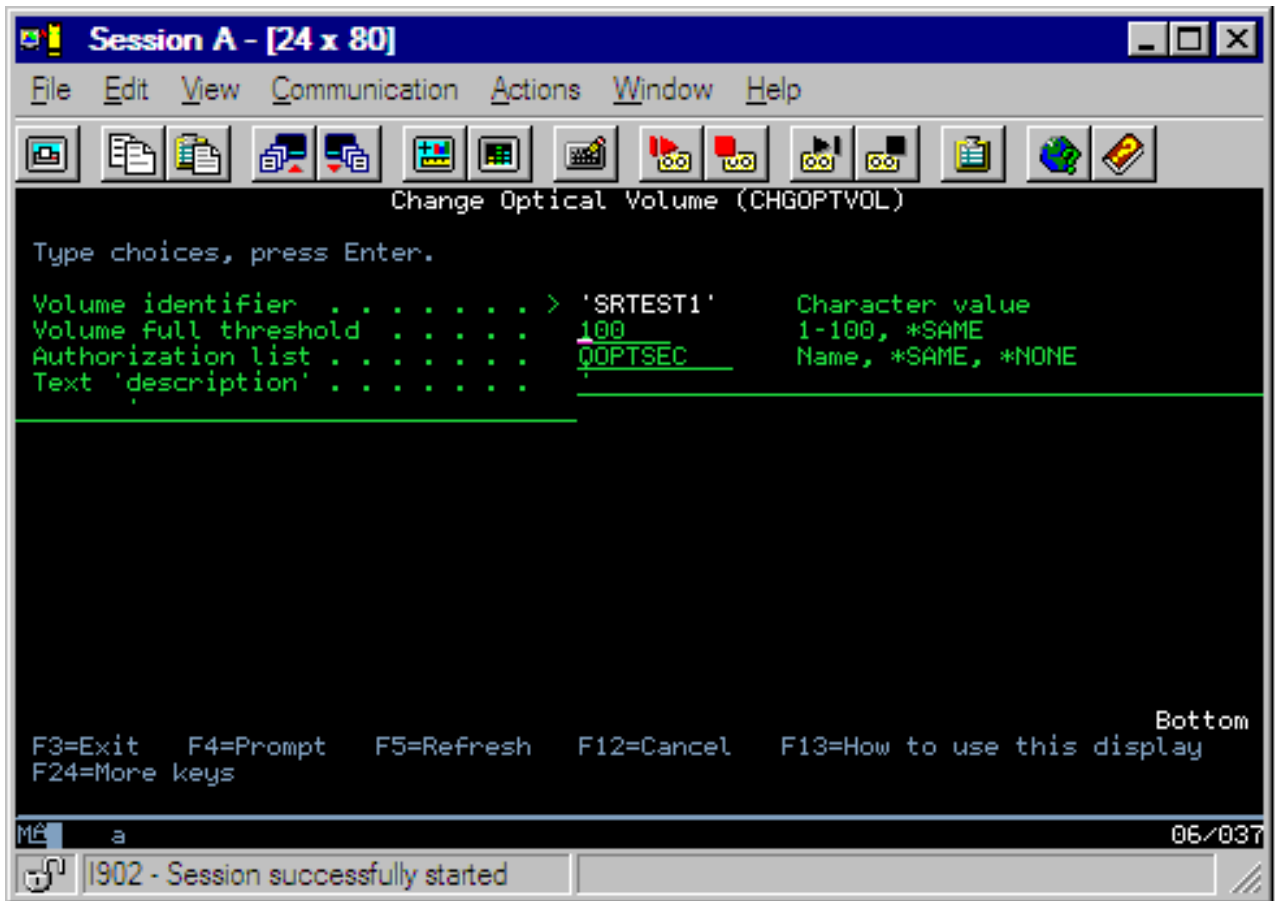 Session A - [24 x 80]
File Edit View Communication Actions Window Help
Change Optical Volume (CHGOPTVOL)
Type choices, press Enter.
Volume identifier . . . . . . . > 'SRTEST1' Character value
Volume full threshold . . . . . 100 1-100, *SAME
Authorization list . . . . . . . QOPTSEC Name, *SAME, *NONE
Text 'description' . . . . . . . '
'
Bottom
F3=Exit F4=Prompt F5=Refresh F12=Cancel F13=How to use this display
F24=More keys
a 06/037
I902 - Session successfully started